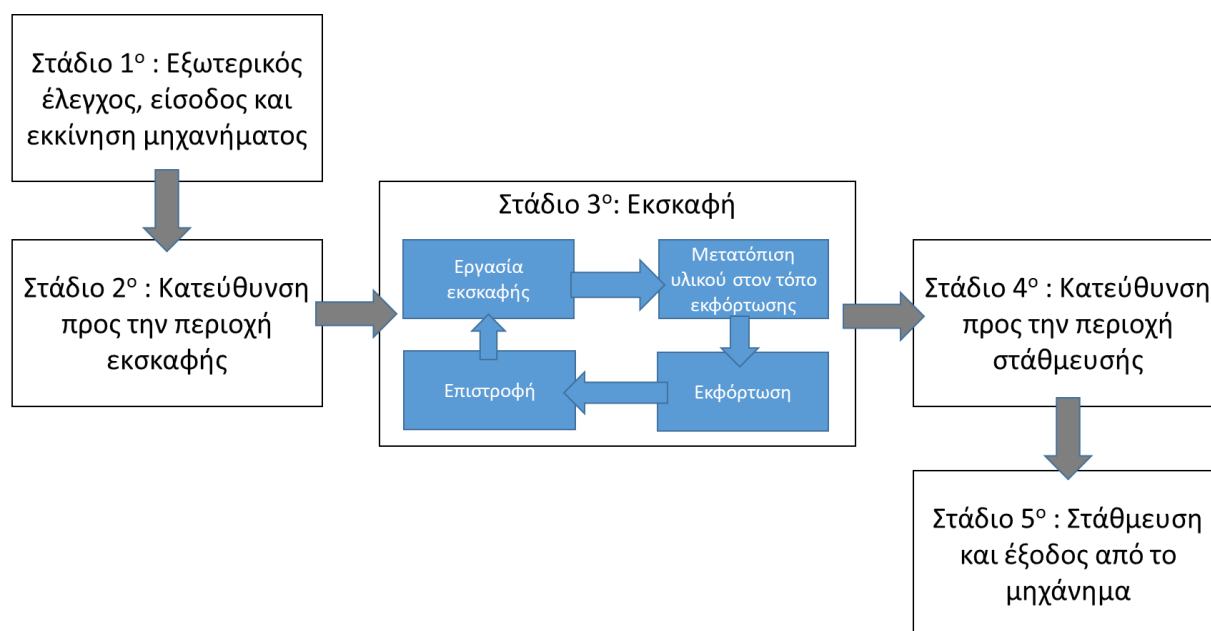 Στάδιο 1ο : Εξωτερικός
έλεγχος, είσοδος και
εκκίνηση μηχανήματος
Στάδιο 2ο : Κατεύθυνση
προς την περιοχή
εκσκαφής
Στάδιο 3ο: Εκσκαφή
Εργασία
εκσκαφής
Μετατόπιση
υλικού στον τόπο
εκφόρτωσης
Επιστροφή
Εκφόρτωση
Στάδιο 4ο : Κατεύθυνση
προς την περιοχή
στάθμευσής
Στάδιο 5ο : Στάθμευση
και έξοδος από το
μηχάνημα